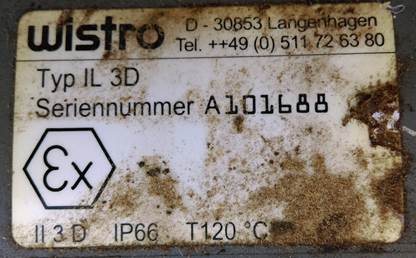 wistro
D - 30853 Langenhagen
Tel. ++49 (0) 511 72 63 80
Typ IL 3D
Seriennummer A101688
Ex
II 3 D IP66 T120 °C